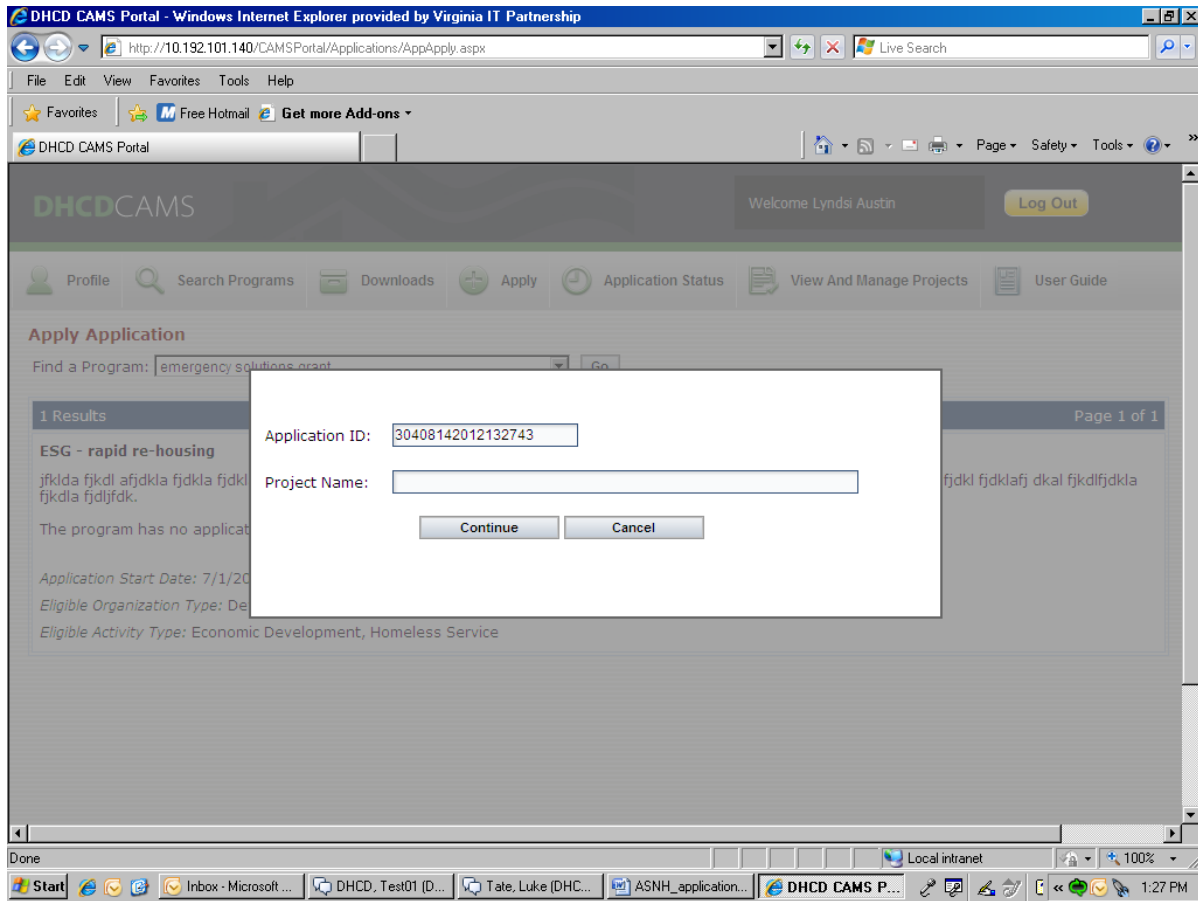 DHCD CAMS Portal - Windows Internet Explorer provided by Virginia IT Partnership
http://10.192.101.140/CAMSPortal/Applications/AppApply.aspx
Live Search
File Edit View Favorites Tools Help
Favorites Free Hotmail Get more Add-ons
DHCD CAMS Portal
Page Safety Tools »
DHCDCAMS
Welcome Lyndsi Austin
Log Out
Profile Search Programs Downloads Apply Application Status View And Manage Projects User Guide
Apply Application
Find a Program: emergency solutions grant Go
1 Results Page 1 of 1
ESG - rapid re-housing
jfklda fjkdl afjdkla fjdkla fjdkl fjdkl fjdklafj dkal fjkdlfjdkla
fjkdla fjdljfdk.
The program has no applicat
Application Start Date: 7/1/20
Eligible Organization Type: De
Eligible Activity Type: Economic Development, Homeless Service
Application ID: 30408142012132743
Project Name:
Continue Cancel
Done Local intranet 100%
Start Inbox - Microsoft ... DHCD, Test01 (D... Tate, Luke (DHC... ASNH_application... DHCD CAMS P... « 1:27 PM